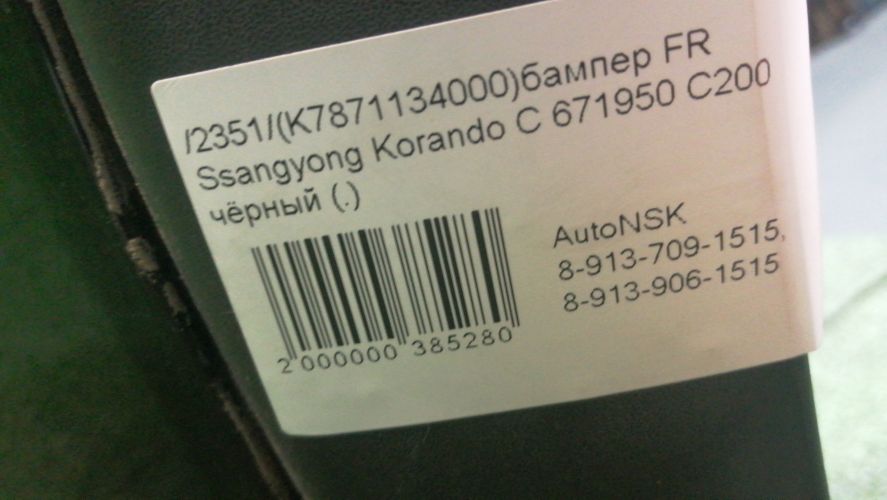 /2351/(K7871134000)бампер FR
Ssangyong Korando C 671950 C200
чёрный (.)
AutoNSK
8-913-709-1515,
8-913-906-1515
2 000000 385280